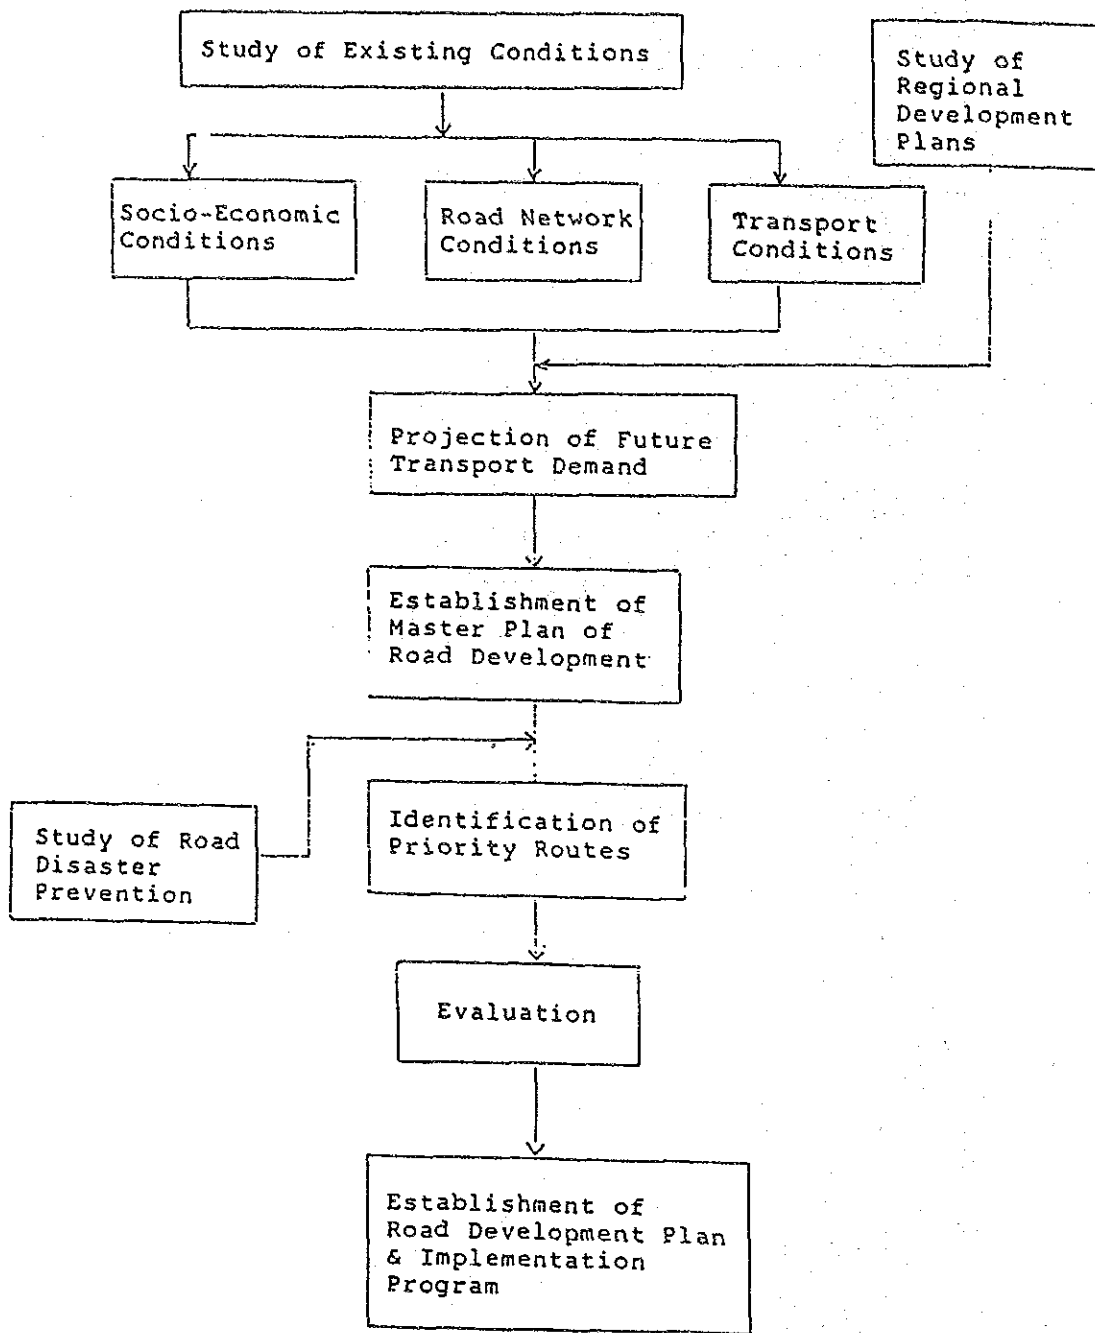 Study of Existing Conditions
Study of
Regional
Development
Plans
Socio-Economic
Conditions
Road Network
Conditions
Transport
Conditions
Projection of Future
Transport Demand
Establishment of
Master Plan of
Road Development
Study of Road
Disaster
Prevention
Identification of
Priority Routes
Evaluation
Establishment of
Road Development Plan
& Implementation
Program